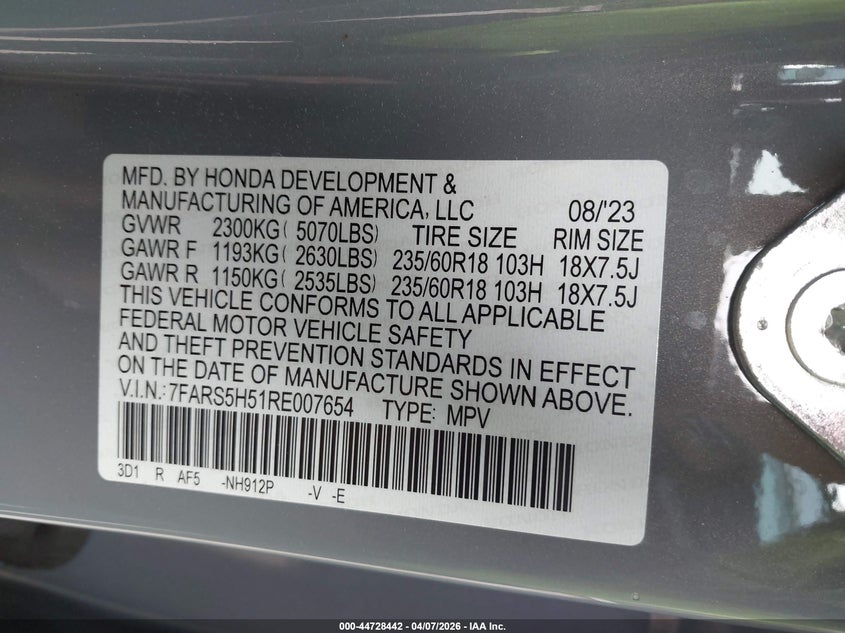 MFD. BY HONDA DEVELOPMENT &
MANUFACTURING OF AMERICA, LLC 08/'23
GVWR 2300KG( 5070LBS) TIRE SIZE RIM SIZE
GAWR F 1193KG( 2630LBS) 235/60R18 103H 18X7.5J
GAWR R 1150KG( 2535LBS) 235/60R18 103H 18X7.5J
THIS VEHICLE CONFORMS TO ALL APPLICABLE
FEDERAL MOTOR VEHICLE SAFETY
AND THEFT PREVENTION STANDARDS IN EFFECT
ON THE DATE OF MANUFACTURE SHOWN ABOVE.
V.I.N.:7FARS5H51RE007654 TYPE: MPV
3D1 R AF5 -NH912P -V -E
000-44728442 - 04/07/2026 - IAA Inc.